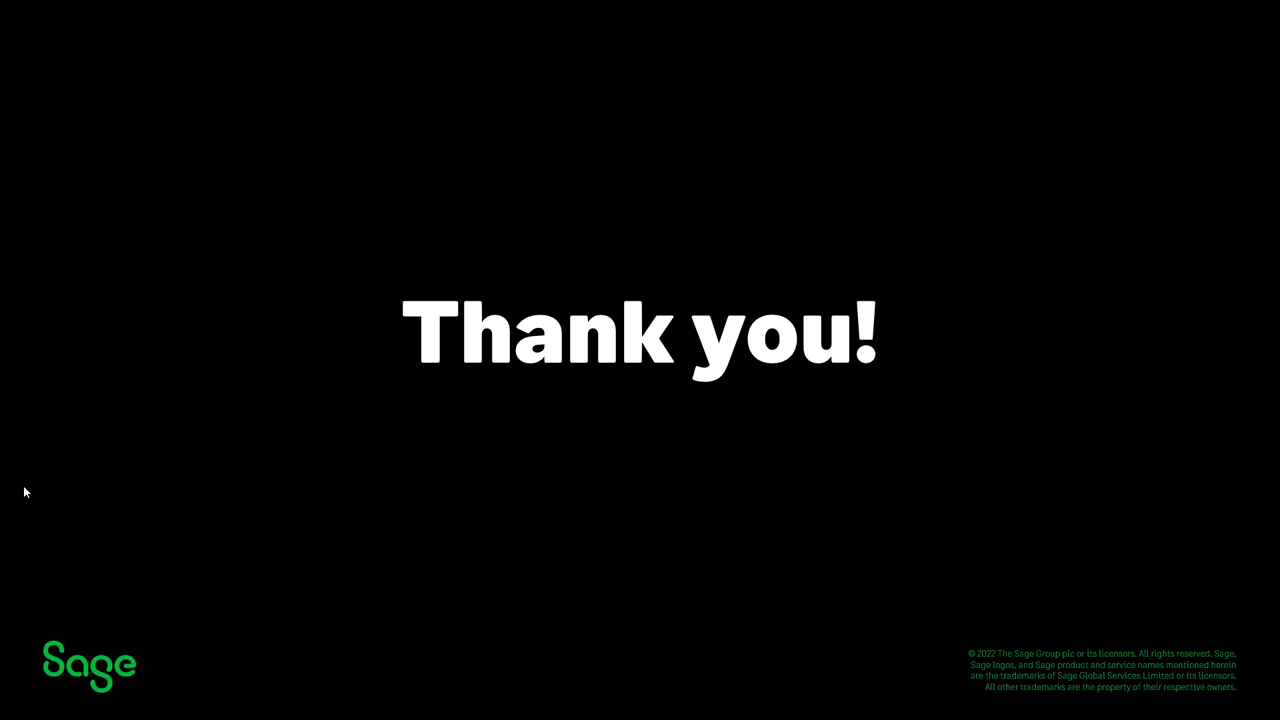 Thank you!
Sage
© 2022 The Sage Group plc or its licensors. All rights reserved. Sage,
Sage logos, and Sage product and service names mentioned herein
are the trademarks of Sage Global Services Limited or its licensors.
All other trademarks are the property of their respective owners.